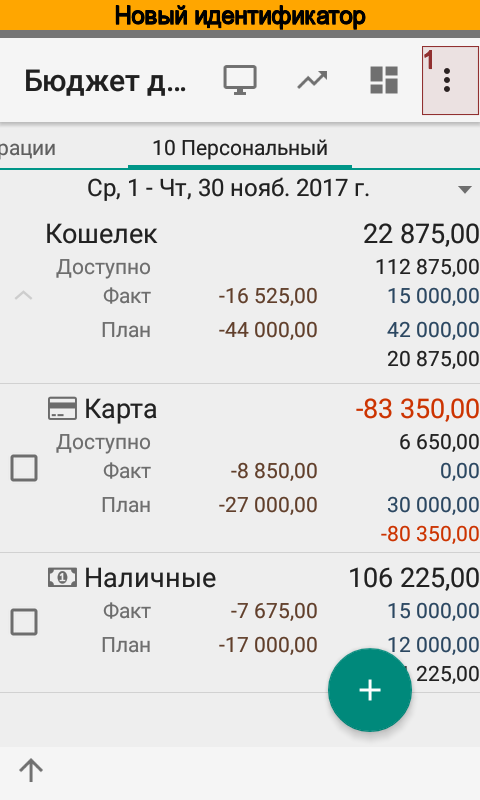 Новый идентификатор
Бюджет д... 1
рации 10 Персональный
Ср, 1 - Чт, 30 нояб. 2017 г.
Кошелек 22 875,00
Доступно 112 875,00
Факт -16 525,00 15 000,00
План -44 000,00 42 000,00
20 875,00
Карта -83 350,00
Доступно 6 650,00
Факт -8 850,00 0,00
План -27 000,00 30 000,00
-80 350,00
Наличные 106 225,00
Факт -7 675,00 15 000,00
План -17 000,00 12 000,00
225,00